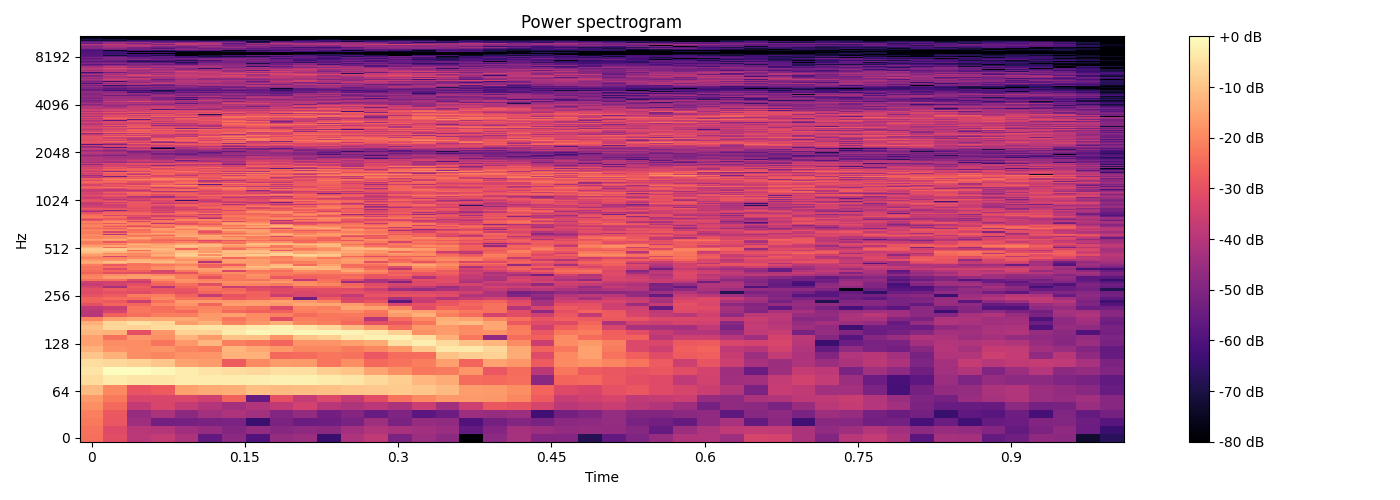 Power spectrogram
8192
4096
2048
1024
512
256
128
64
0
Hz
0 0.15 0.3 0.45 0.6 0.75 0.9
Time
+0 dB
-10 dB
-20 dB
-30 dB
-40 dB
-50 dB
-60 dB
-70 dB
-80 dB